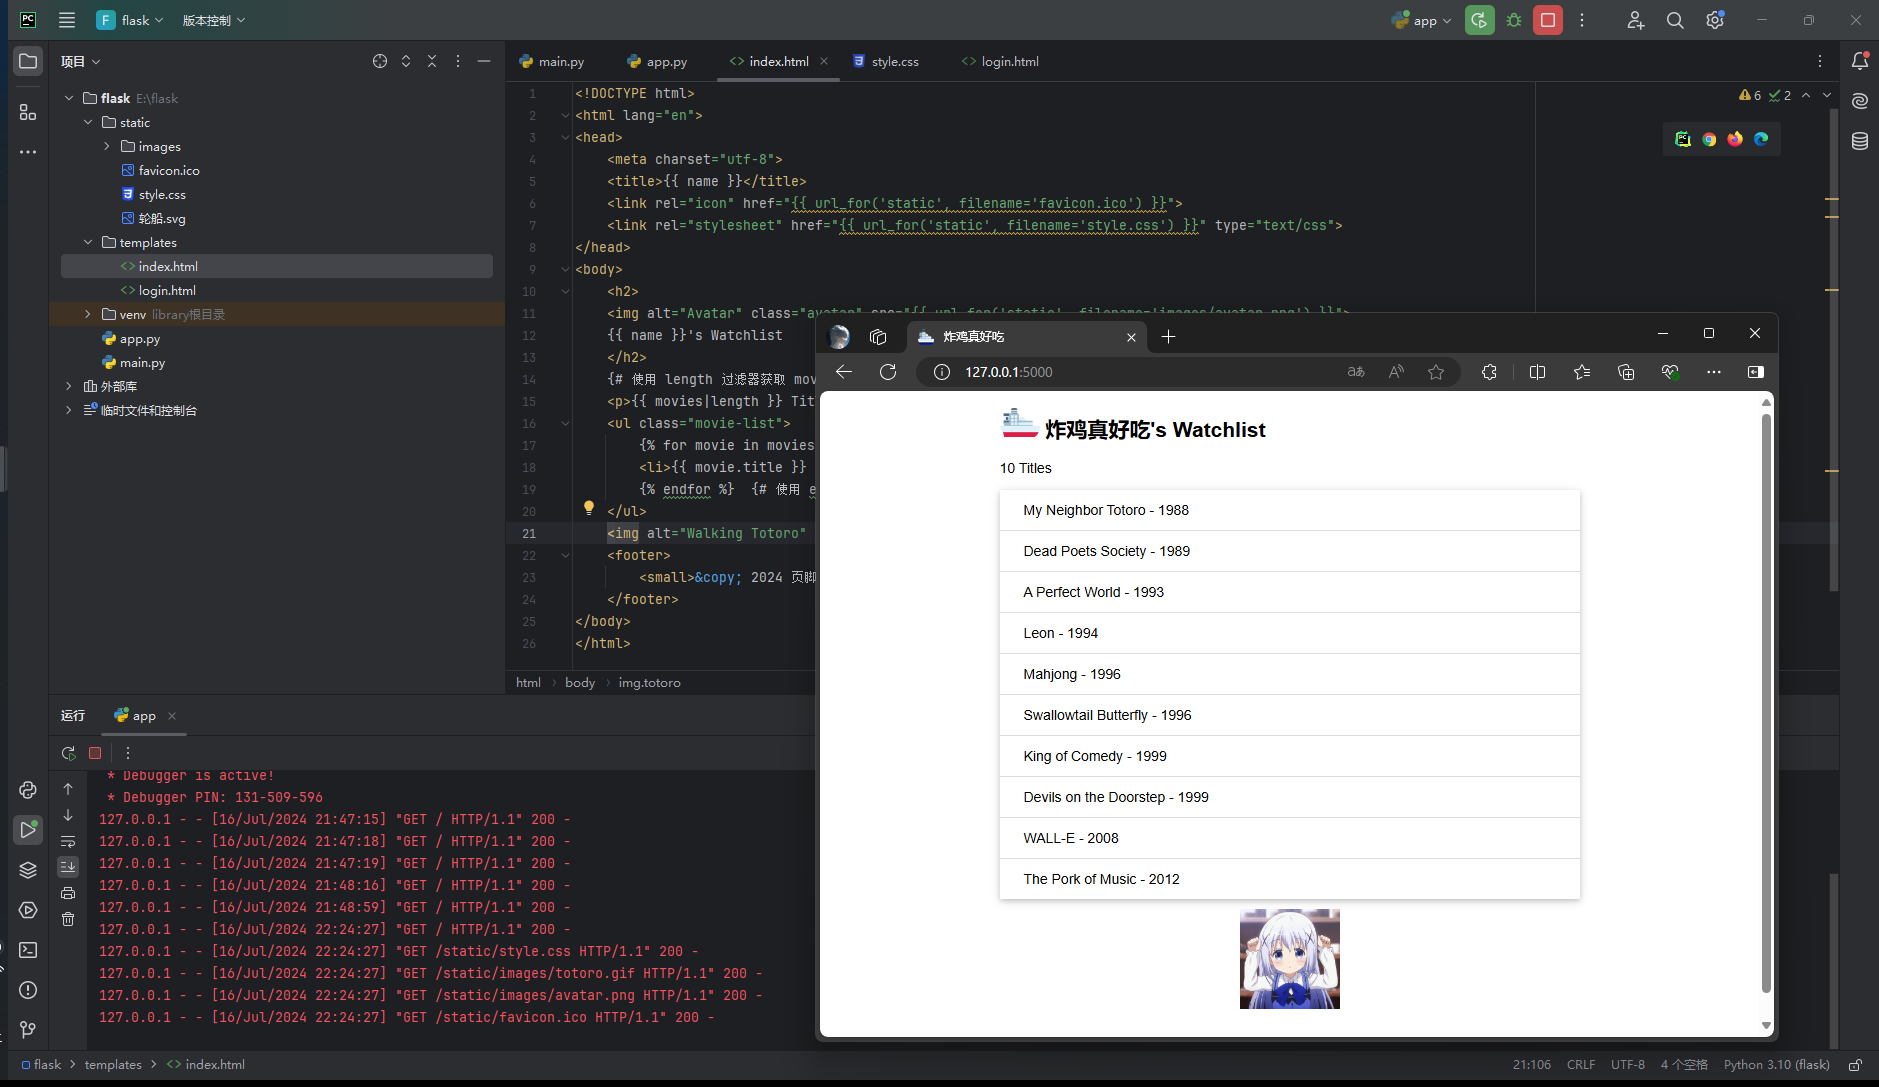 flask
版本控制
app
项目
main.py
app.py
index.html
style.css
login.html
flask E:\flask
static
images
favicon.ico
style.css
轮船.svg
templates
index.html
login.html
venv library根目录
app.py
main.py
外部库
临时文件和控制台
6 2
1 <!DOCTYPE html>
2 <html lang="en">
3 <head>
4 <meta charset="utf-8">
5 <title>{{ name }}</title>
6 <link rel="icon" href="{{ url_for('static', filename='favicon.ico') }}">
7 <link rel="stylesheet" href="{{ url_for('static', filename='style.css') }}" type="text/css">
8 </head>
9 <body>
10 <h2>
11 <img alt="Avatar" class="avatar" src="{{ url_for('static', filename='images/avatar.png') }}">
12 {{ name }}'s Watchlist
13 </h2>
14 {# 使用 length 过滤器获取 mov
15 <p>{{ movies|length }} Tit
16 <ul class="movie-list">
17 {% for movie in movies
18 <li>{{ movie.title }}
19 {% endfor %} {# 使用 e
20 </ul>
21 <img alt="Walking Totoro"
22 <footer>
23 <small>&copy; 2024 页脚
24 </footer>
25 </body>
26 </html>
html
body
img.totoro
炸鸡真好吃
127.0.0.1:5000
炸鸡真好吃's Watchlist
10 Titles
My Neighbor Totoro - 1988
Dead Poets Society - 1989
A Perfect World - 1993
Leon - 1994
Mahjong - 1996
Swallowtail Butterfly - 1996
King of Comedy - 1999
Devils on the Doorstep - 1999
WALL-E - 2008
The Pork of Music - 2012
运行
app
* Debugger is active!
* Debugger PIN: 131-509-596
127.0.0.1 - - [16/Jul/2024 21:47:15] "GET / HTTP/1.1" 200 -
127.0.0.1 - - [16/Jul/2024 21:47:18] "GET / HTTP/1.1" 200 -
127.0.0.1 - - [16/Jul/2024 21:47:19] "GET / HTTP/1.1" 200 -
127.0.0.1 - - [16/Jul/2024 21:48:16] "GET / HTTP/1.1" 200 -
127.0.0.1 - - [16/Jul/2024 21:48:59] "GET / HTTP/1.1" 200 -
127.0.0.1 - - [16/Jul/2024 22:24:27] "GET / HTTP/1.1" 200 -
127.0.0.1 - - [16/Jul/2024 22:24:27] "GET /static/style.css HTTP/1.1" 200 -
127.0.0.1 - - [16/Jul/2024 22:24:27] "GET /static/images/totoro.gif HTTP/1.1" 200 -
127.0.0.1 - - [16/Jul/2024 22:24:27] "GET /static/images/avatar.png HTTP/1.1" 200 -
127.0.0.1 - - [16/Jul/2024 22:24:27] "GET /static/favicon.ico HTTP/1.1" 200 -
flask
templates
index.html
21:106
CRLF
UTF-8
4 个空格
Python 3.10 (flask)